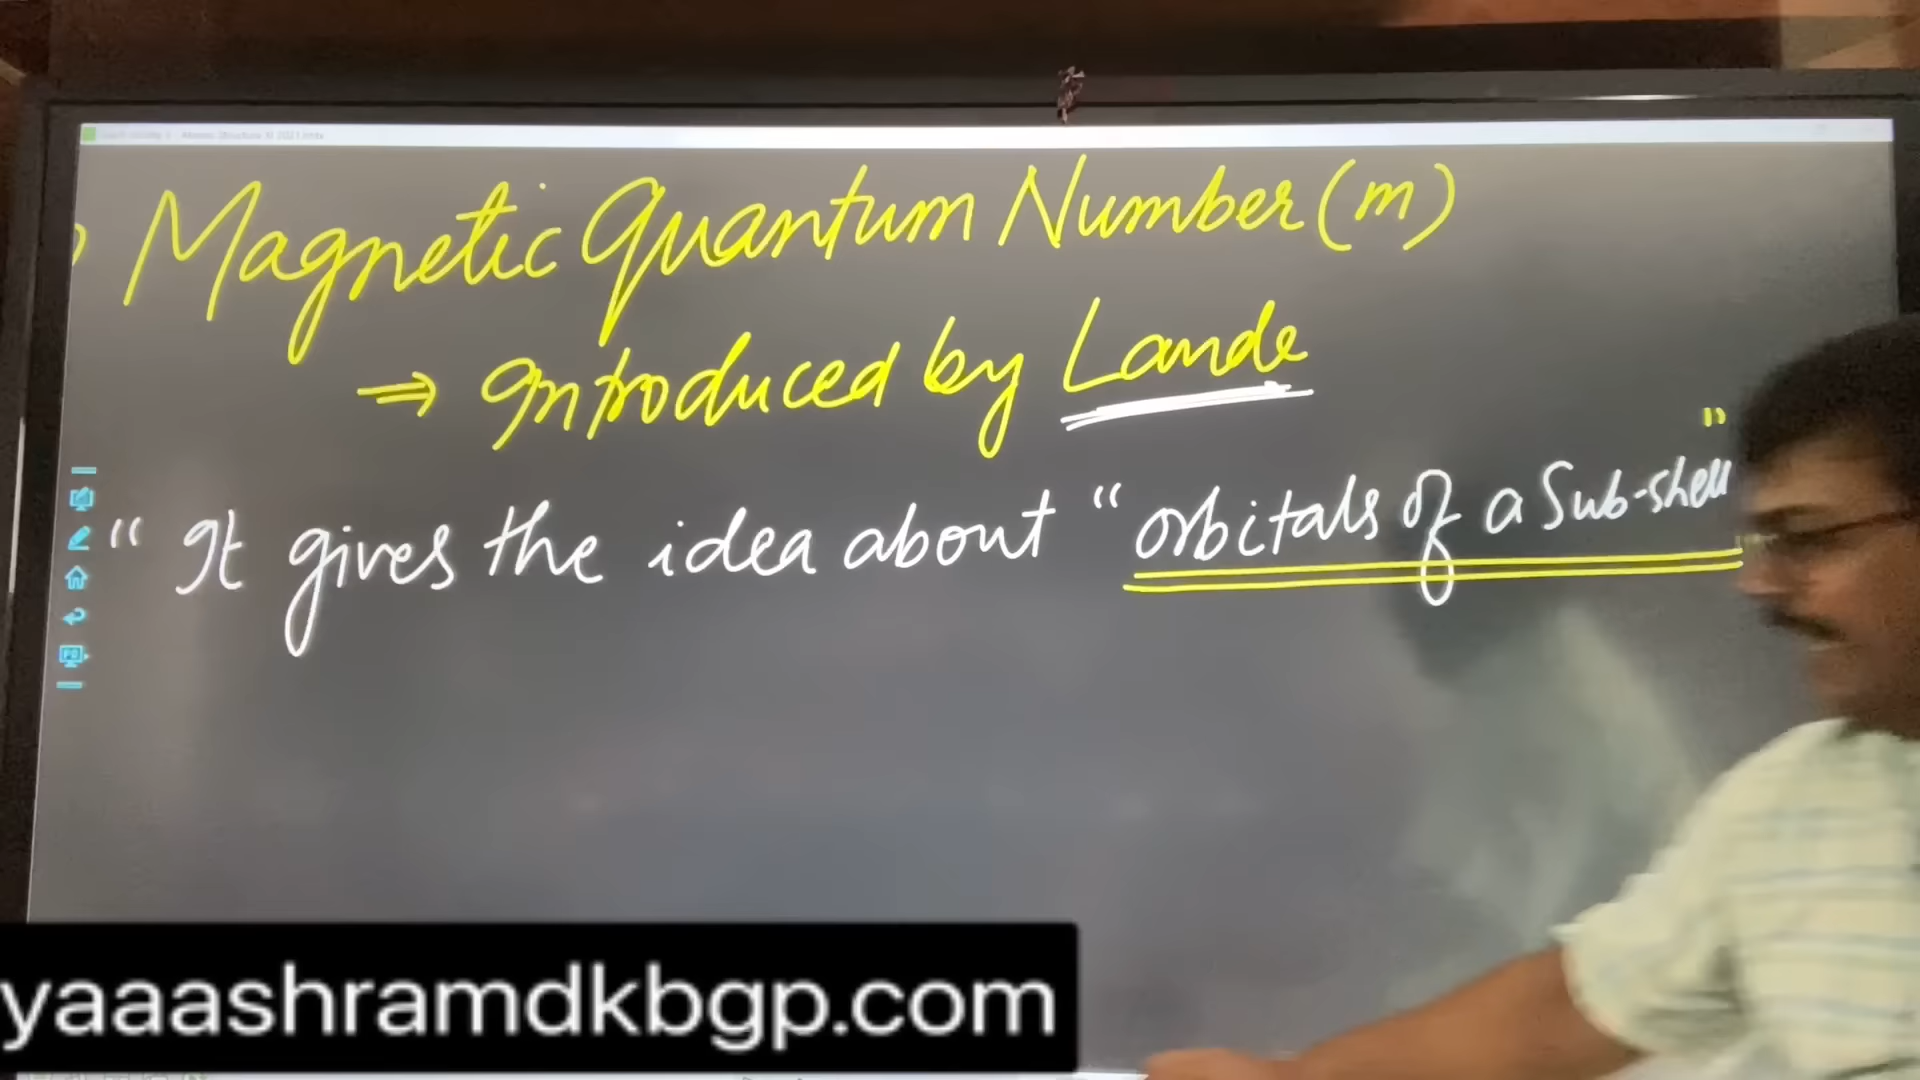 Magnetic Quantum Number (m)
⇒ Introduced by Lande
“ It gives the idea about “orbitals of a Sub-shell”
yaaashramdkbgp.com